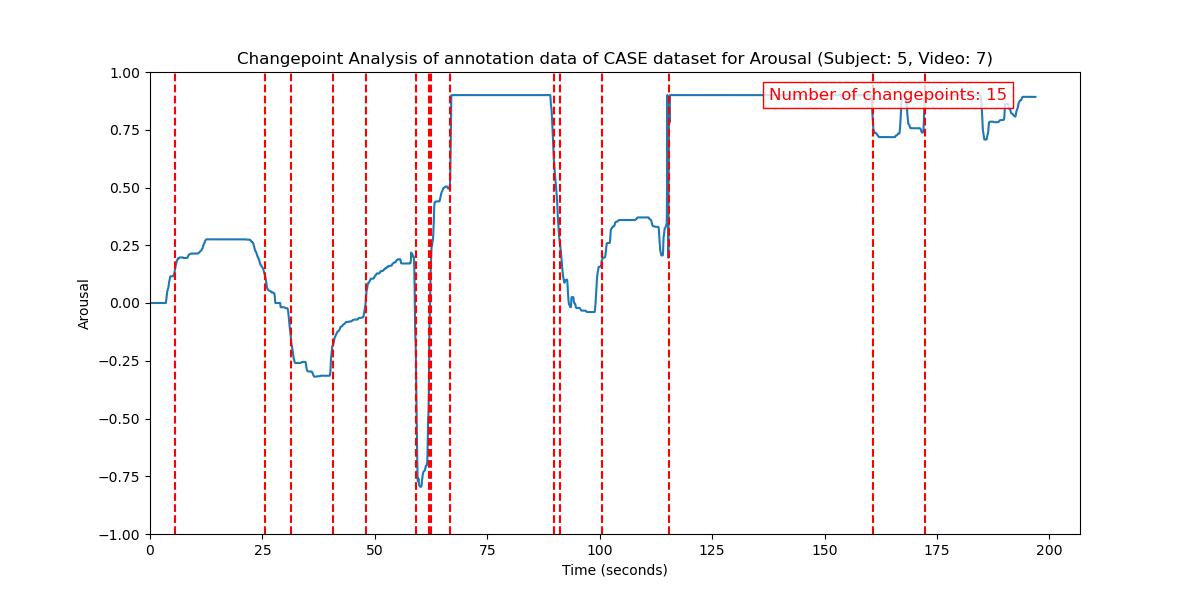 Changepoint Analysis of annotation data of CASE dataset for Arousal (Subject: 5, Video: 7)
Number of changepoints: 15
1.00
0.75
0.50
0.25
0.00
−0.25
−0.50
−0.75
−1.00
Arousal
0 25 50 75 100 125 150 175 200
Time (seconds)